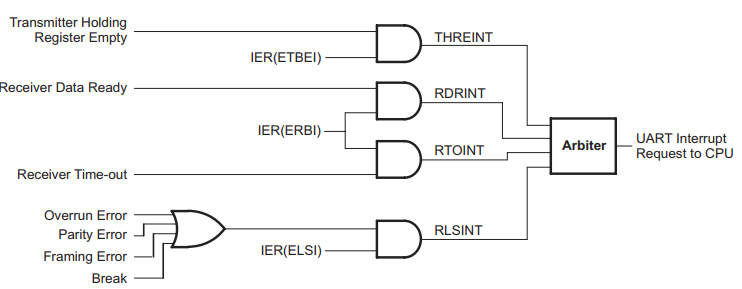 Transmitter Holding
Register Empty
THREINT
IER(ETBEI)
Receiver Data Ready
RDRINT
IER(ERBI)
Arbiter
UART Interrupt
Request to CPU
RTOINT
Receiver Time-out
Overrun Error
Parity Error
Framing Error
Break
RLSINT
IER(ELSI)